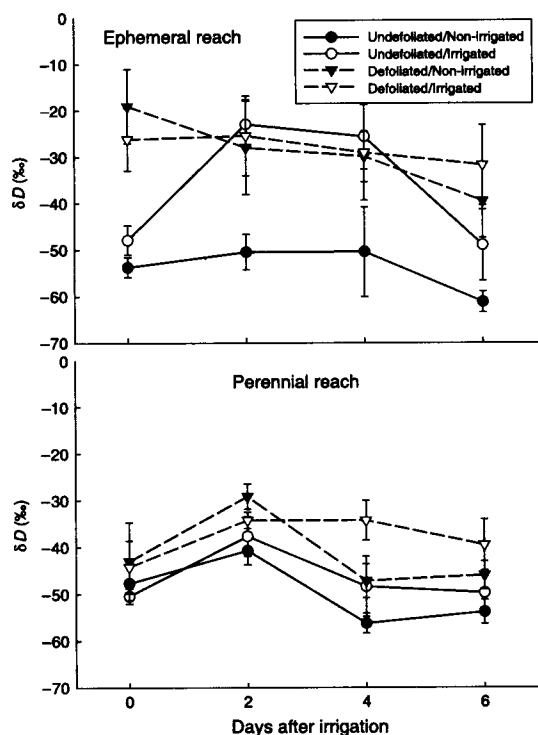 0
Ephemeral reach
Undefoliated/Non-irrigated
Undefoliated/Irrigated
Defoliated/Non-irrigated
Defoliated/Irrigated
−10
−20
−30
−40
−50
−60
−70
δD (‰)
0
Perennial reach
−10
−20
−30
−40
−50
−60
−70
δD (‰)
0 2 4 6
Days after irrigation